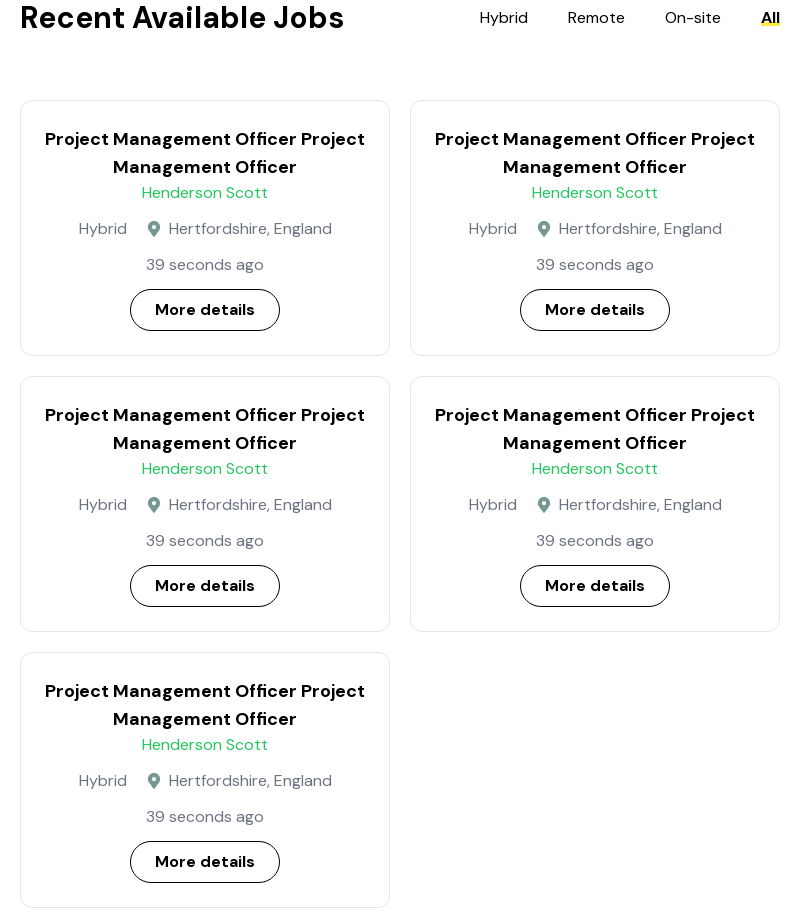 Recent Available Jobs
Hybrid Remote On-site All
Project Management Officer Project
Management Officer
Henderson Scott
Hybrid Hertfordshire, England
39 seconds ago
More details
Project Management Officer Project
Management Officer
Henderson Scott
Hybrid Hertfordshire, England
39 seconds ago
More details
Project Management Officer Project
Management Officer
Henderson Scott
Hybrid Hertfordshire, England
39 seconds ago
More details
Project Management Officer Project
Management Officer
Henderson Scott
Hybrid Hertfordshire, England
39 seconds ago
More details
Project Management Officer Project
Management Officer
Henderson Scott
Hybrid Hertfordshire, England
39 seconds ago
More details